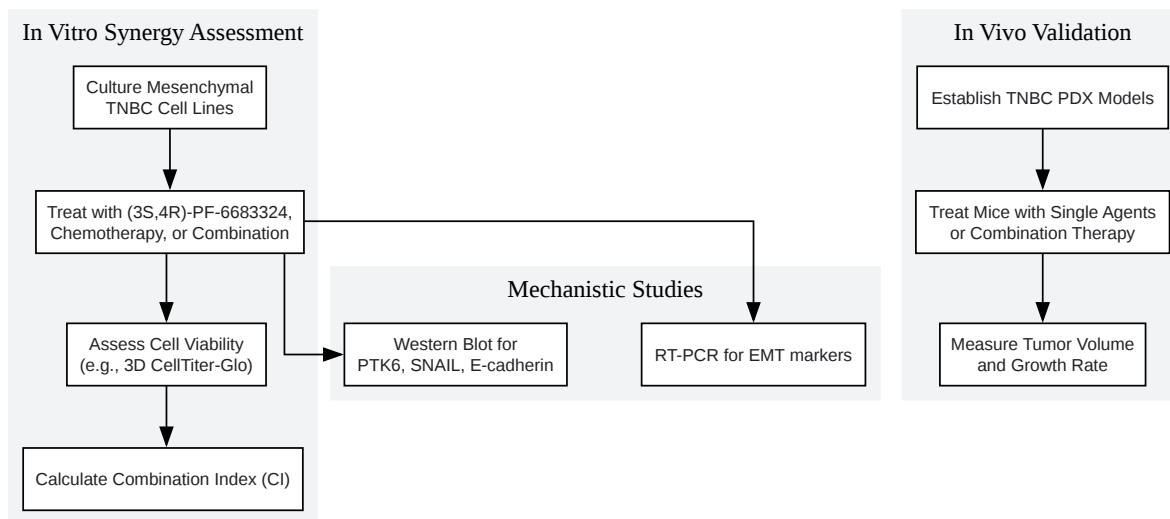 In Vitro Synergy Assessment
Culture Mesenchymal
TNBC Cell Lines
Treat with (3S,4R)-PF-6683324,
Chemotherapy, or Combination
Assess Cell Viability
(e.g., 3D CellTiter-Glo)
Calculate Combination Index (CI)
Mechanistic Studies
Western Blot for
PTK6, SNAIL, E-cadherin
RT-PCR for EMT markers
In Vivo Validation
Establish TNBC PDX Models
Treat Mice with Single Agents
or Combination Therapy
Measure Tumor Volume
and Growth Rate